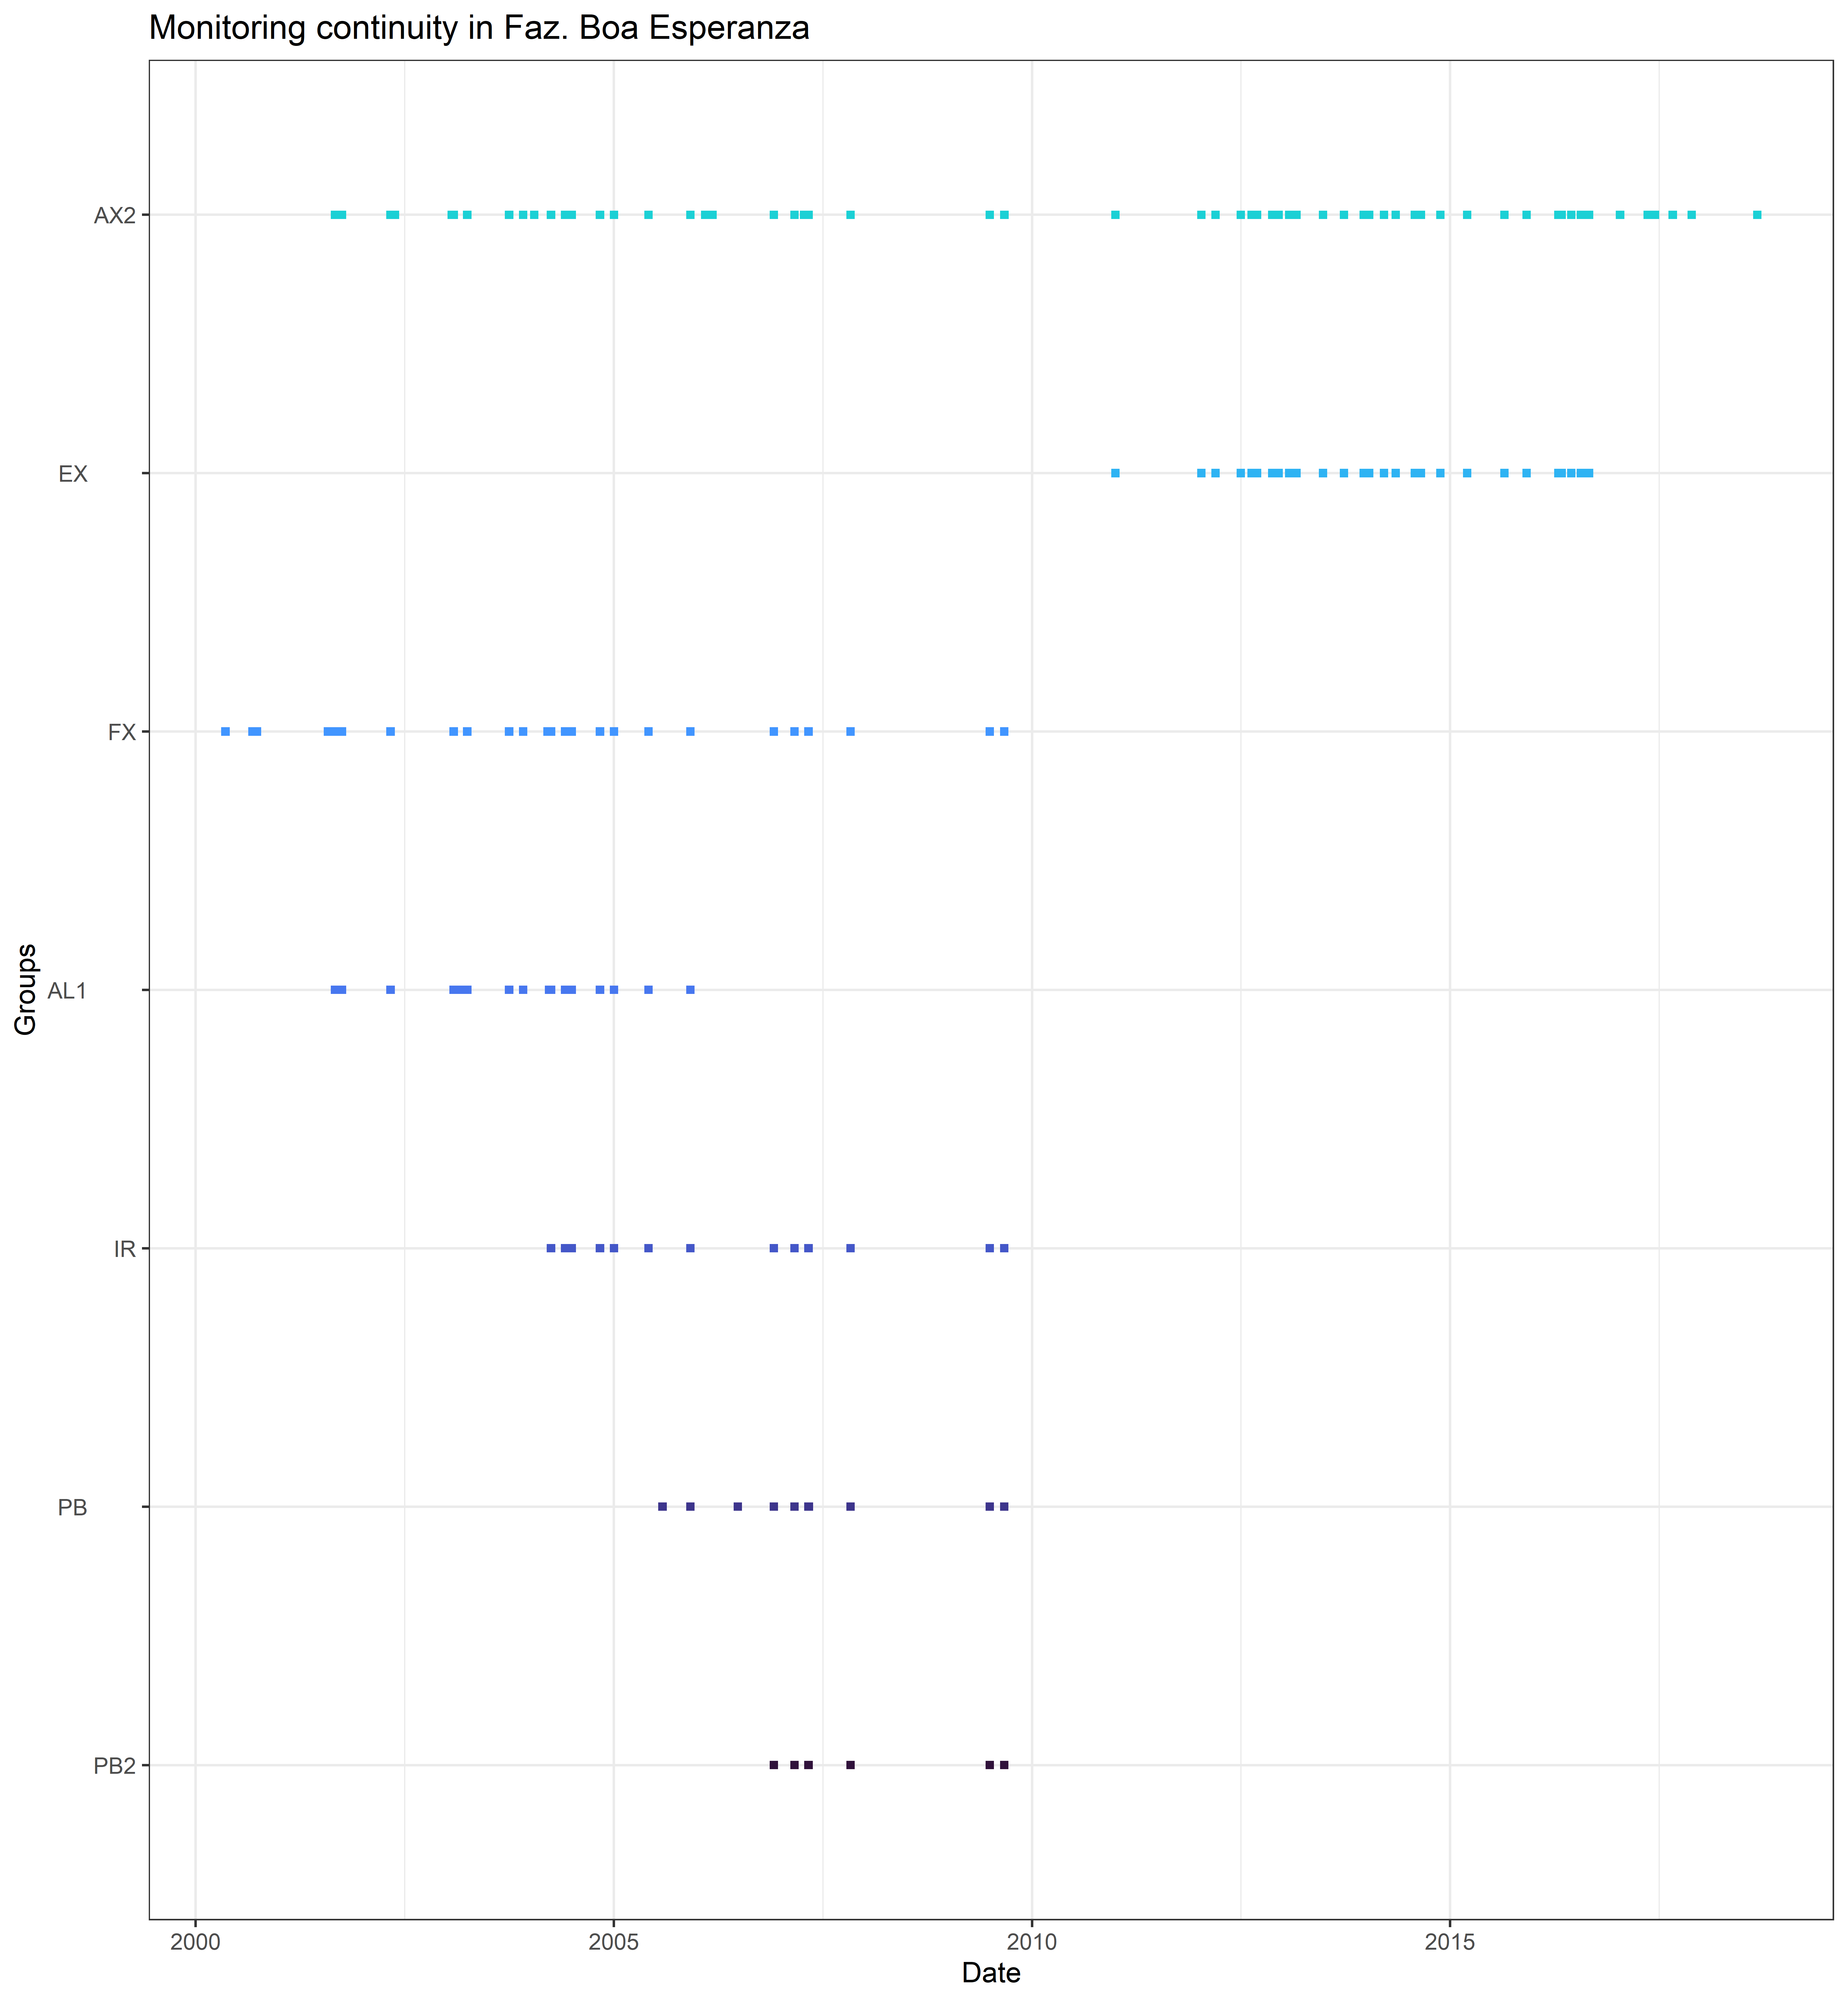 Monitoring continuity in Faz. Boa Esperanza
AX2
EX
FX
AL1
IR
PB
PB2
Groups
2000
2005
2010
2015
Date